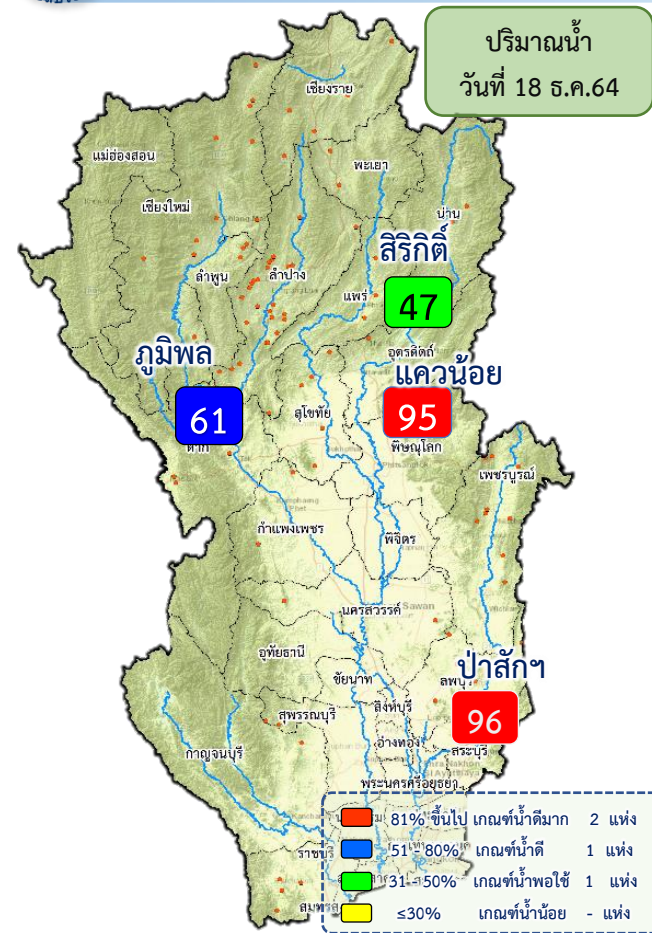 ปริมาณน้ำ
วันที่ 18 ธ.ค.64
เชียงราย
แม่ฮ่องสอน
พะเยา
เชียงใหม่
น่าน
สิริกิติ์
ลำพูน
ลำปาง
แพร่
47
อุตรดิตถ์
ภูมิพล
แควน้อย
61
สุโขทัย
95
ตาก
พิษณุโลก
เพชรบูรณ์
กำแพงเพชร
พิจิตร
นครสวรรค์
Sawan
อุทัยธานี
ป่าสักฯ
ชัยนาท
ลพบุรี
สิงห์บุรี
สุพรรณบุรี
96
อ่างทอง
กาญจนบุรี
สระบุรี
พระนครศรีอยุธยา
81% ขึ้นไป เกณฑ์น้ำดีมาก 2 แห่ง
51 - 80% เกณฑ์น้ำดี 1 แห่ง
ราชบุรี
31 - 50% เกณฑ์น้ำพอใช้ 1 แห่ง
≤30% เกณฑ์น้ำน้อย - แห่ง